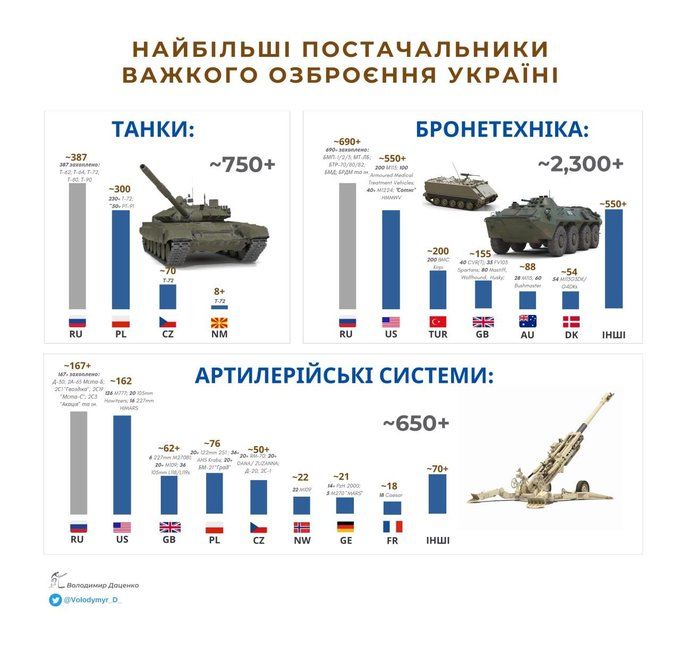 НАЙБІЛЬШІ ПОСТАЧАЛЬНИКИ
ВАЖКОГО ОЗБРОЄННЯ УКРАЇНІ
ТАНКИ:
~750+
~387
387 захоплено:
Т-62, Т-64, Т-72,
Т-80, Т-90
~300
230+ Т-72;
~70
Т-72
8+
Т-72
RU
PL
CZ
NM
БРОНЕТЕХНІКА:
~2,300+
~690+
690+ захоплено:
БМП-1/2/3, МТ-ЛБ;
БТР-70/80/82;
БМД, БРДМ та ін.
~550+
200 M113; 100
Armoured Medical
Treatment Vehicles;
40+ M1224; "Сотні"
HMMWV
~200
200 BMC
Kirpi
~155
40 CVR(T); 35 FV103
Spartans; 80 Mastiff,
Wolfhound, Husky;
~88
28 M113; 60
Bushmaster
~54
54 M113G3DK/
G4DKs
~550+
RU
US
TUR
GB
AU
DK
ІНШІ
АРТИЛЕРІЙСЬКІ СИСТЕМИ:
~650+
~167+
167+ захоплено:
Д-30, 2А-65 Мста-Б;
2С1 "Гвоздіка", 2С19
"Мста-С"; 2С3
"Акація" та ін.
~162
126 M777; 20 105mm
Howitzers; 16 227mm
HIMARS
~62+
6 227mm M270B1;
20+ M109; 36
105mm L118/L119s
~76
20+ 122mm 2S1;
AHS Krabs; 20+
БМ-21 "Град"
~50+
20+ RM-70; 20+
DANA/ ZUZANNA;
Д-20, 2С-1
~22
22 M109
~21
14+ PzH 2000;
5 M270 "MARS"
~18
18 Caesar
~70+
RU
US
GB
PL
CZ
NW
GE
FR
ІНШІ
Володимир Даценко
@Volodymyr_D_